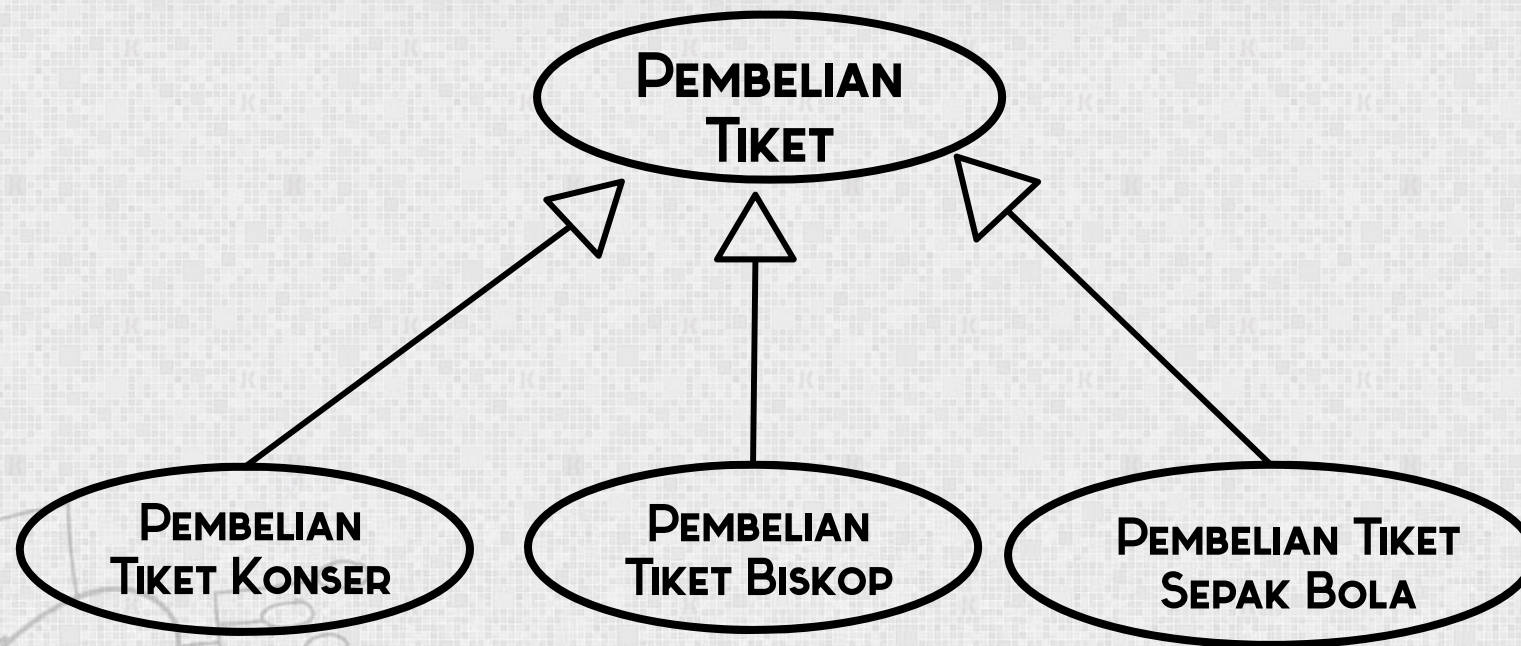 Pembelian
Tiket
Pembelian
Tiket Konser
Pembelian
Tiket Biskop
Pembelian Tiket
Sepak Bola